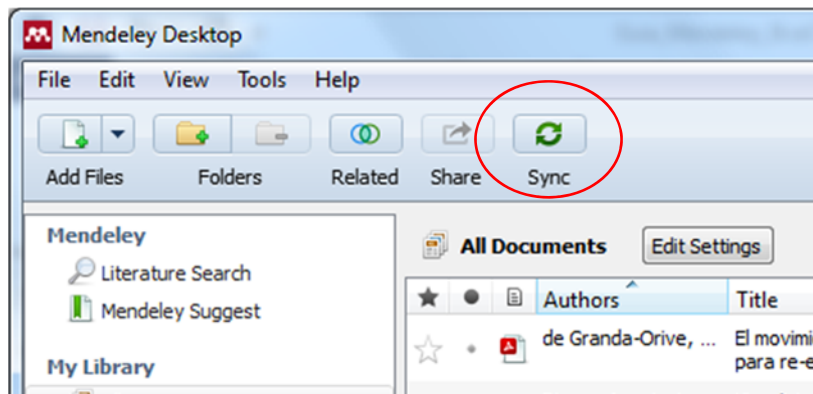 Mendeley Desktop
File Edit View Tools Help
Add Files Folders Related Share Sync
Mendeley
Literature Search
Mendeley Suggest
My Library
All Documents Edit Settings
Authors Title
de Granda-Orive, ... El movimi
para re-e